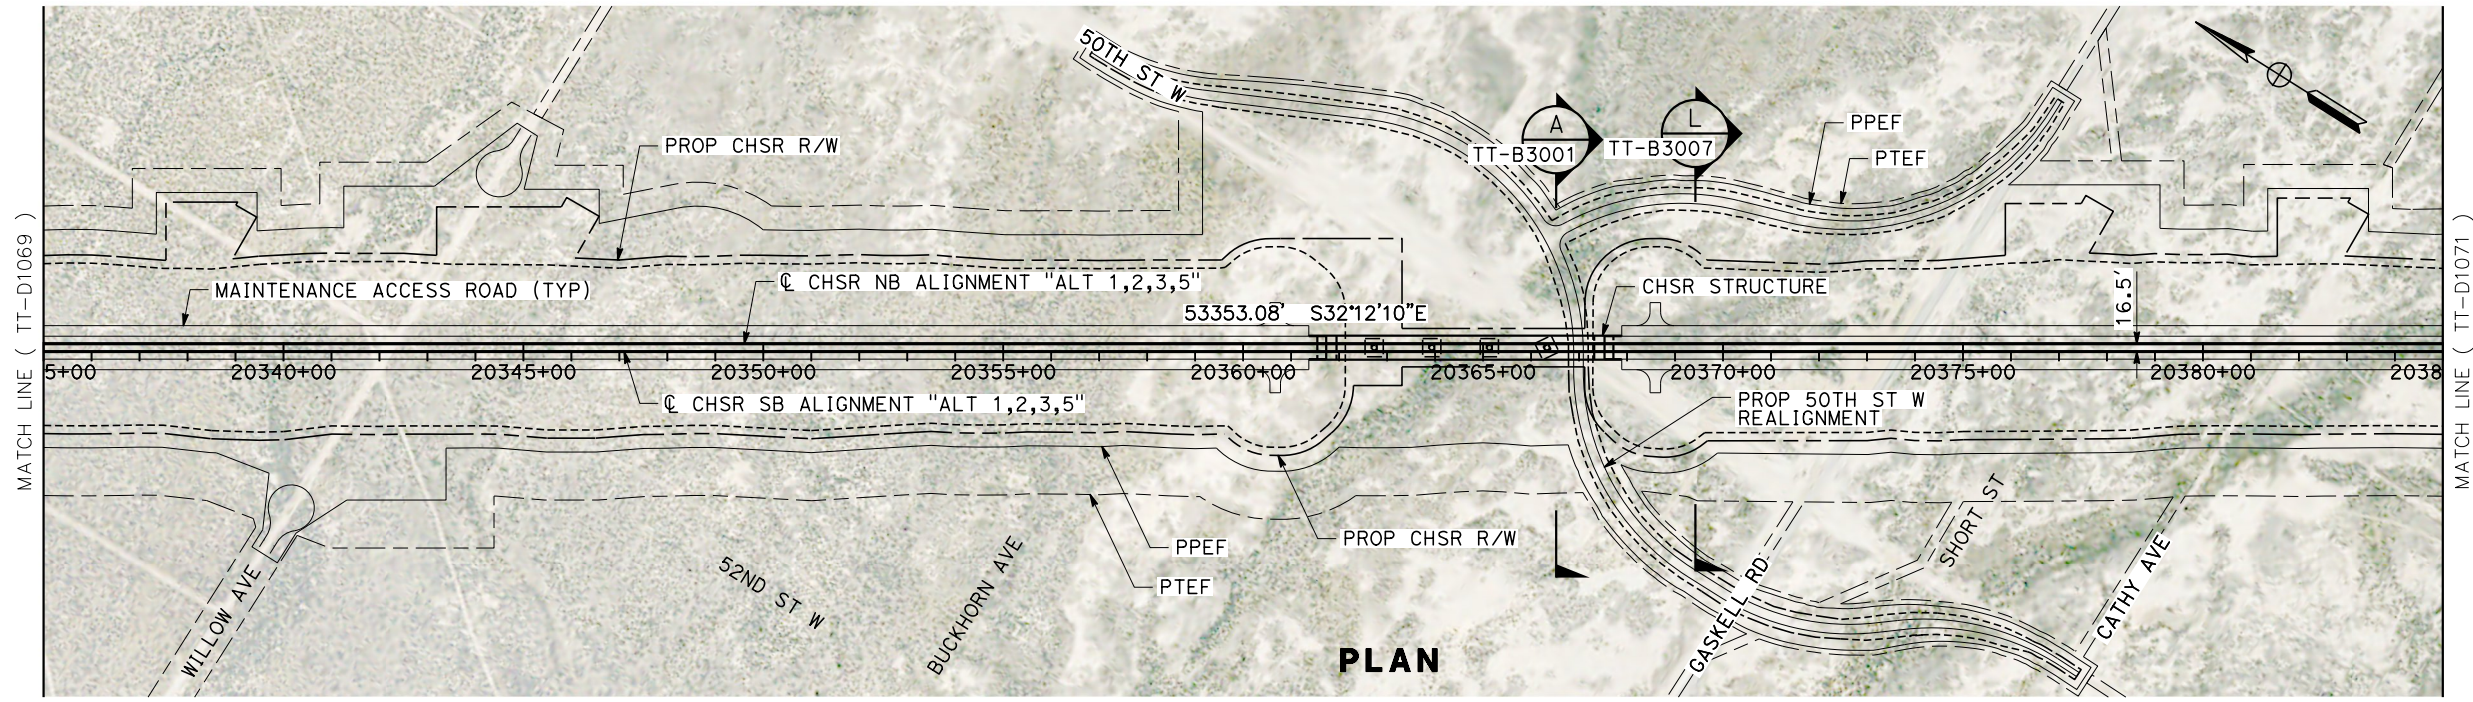 50TH ST W
A
TT-B3001
L
TT-B3007
PPEF
PTEF
PROP CHSR R/W
MATCH LINE ( TT-D1069 )
MATCH LINE ( TT-D1071 )
℄ CHSR NB ALIGNMENT "ALT 1,2,3,5"
MAINTENANCE ACCESS ROAD (TYP)
CHSR STRUCTURE
16.5'
53353.08' S32°12'10"E
5+00 20340+00 20345+00 20350+00 20355+00 20360+00 20365+00 20370+00 20375+00 20380+00 2038
℄ CHSR SB ALIGNMENT "ALT 1,2,3,5"
PROP 50TH ST W
REALIGNMENT
PROP CHSR R/W
PPEF
PTEF
WILLOW AVE
52ND ST W
BUCKHORN AVE
GASKELL RD
SHORT ST
CATHY AVE
PLAN